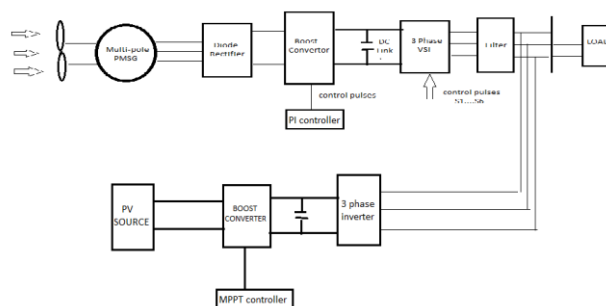 Multi-pole
PMSG
Diode
Rectifier
Boost
Convertor
DC
Link
3 Phase
VSI
Filter
LOAD
control pulses
PI controller
control pulses
S1....S6
PV
SOURCE
BOOST
CONVERTER
3 phase
inverter
MPPT controller